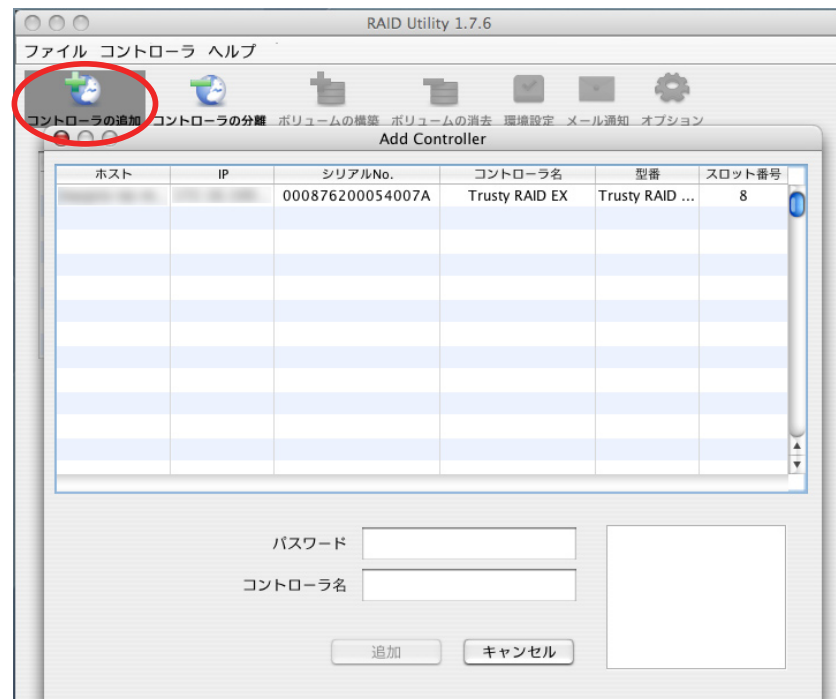 RAID Utility 1.7.6
ファイル コントローラ ヘルプ
コントローラの追加 コントローラの分離 ボリュームの構築 ボリュームの消去 環境設定 メール通知 オプション
Add Controller
ホスト IP シリアルNo. コントローラ名 型番 スロット番号
000876200054007A Trusty RAID EX Trusty RAID ... 8
パスワード
コントローラ名
追加 キャンセル